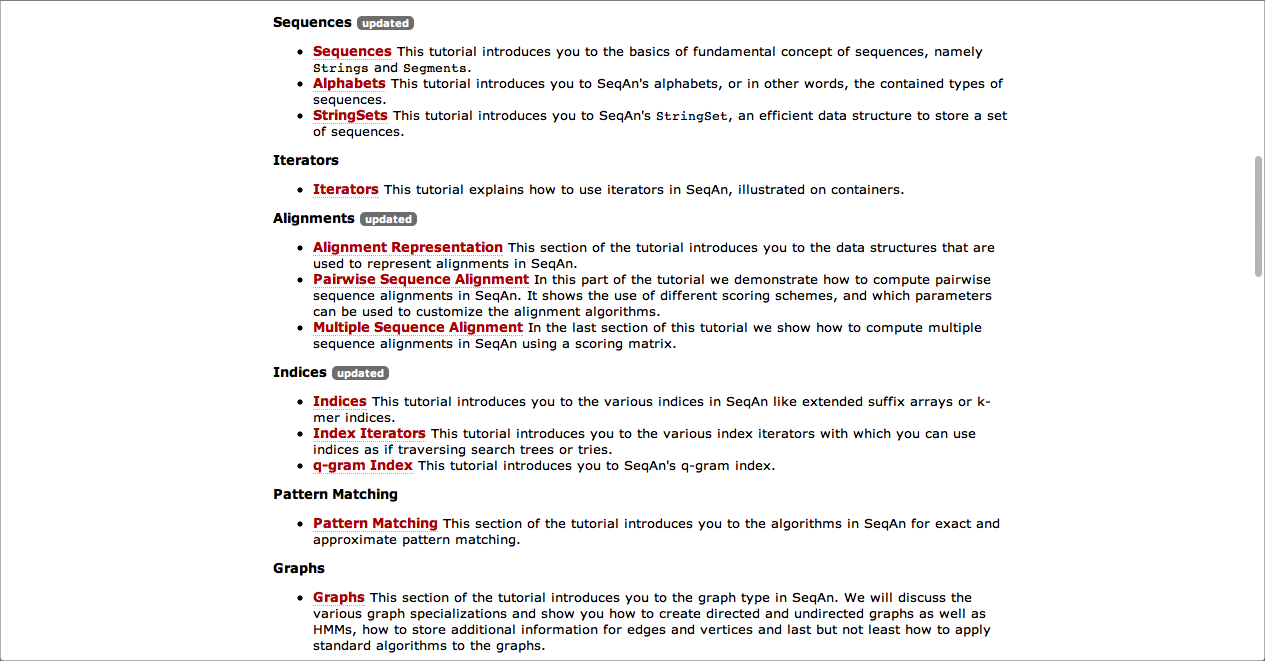 Sequences updated
Sequences This tutorial introduces you to the basics of fundamental concept of sequences, namely
Strings and Segments.
Alphabets This tutorial introduces you to SeqAn's alphabets, or in other words, the contained types of
sequences.
StringSets This tutorial introduces you to SeqAn's StringSet, an efficient data structure to store a set
of sequences.
Iterators
Iterators This tutorial explains how to use iterators in SeqAn, illustrated on containers.
Alignments updated
Alignment Representation This section of the tutorial introduces you to the data structures that are
used to represent alignments in SeqAn.
Pairwise Sequence Alignment In this part of the tutorial we demonstrate how to compute pairwise
sequence alignments in SeqAn. It shows the use of different scoring schemes, and which parameters
can be used to customize the alignment algorithms.
Multiple Sequence Alignment In the last section of this tutorial we show how to compute multiple
sequence alignments in SeqAn using a scoring matrix.
Indices updated
Indices This tutorial introduces you to the various indices in SeqAn like extended suffix arrays or k-
mer indices.
Index Iterators This tutorial introduces you to the various index iterators with which you can use
indices as if traversing search trees or tries.
q-gram Index This tutorial introduces you to SeqAn's q-gram index.
Pattern Matching
Pattern Matching This section of the tutorial introduces you to the algorithms in SeqAn for exact and
approximate pattern matching.
Graphs
Graphs This section of the tutorial introduces you to the graph type in SeqAn. We will discuss the
various graph specializations and show you how to create directed and undirected graphs as well as
HMMs, how to store additional information for edges and vertices and last but not least how to apply
standard algorithms to the graphs.